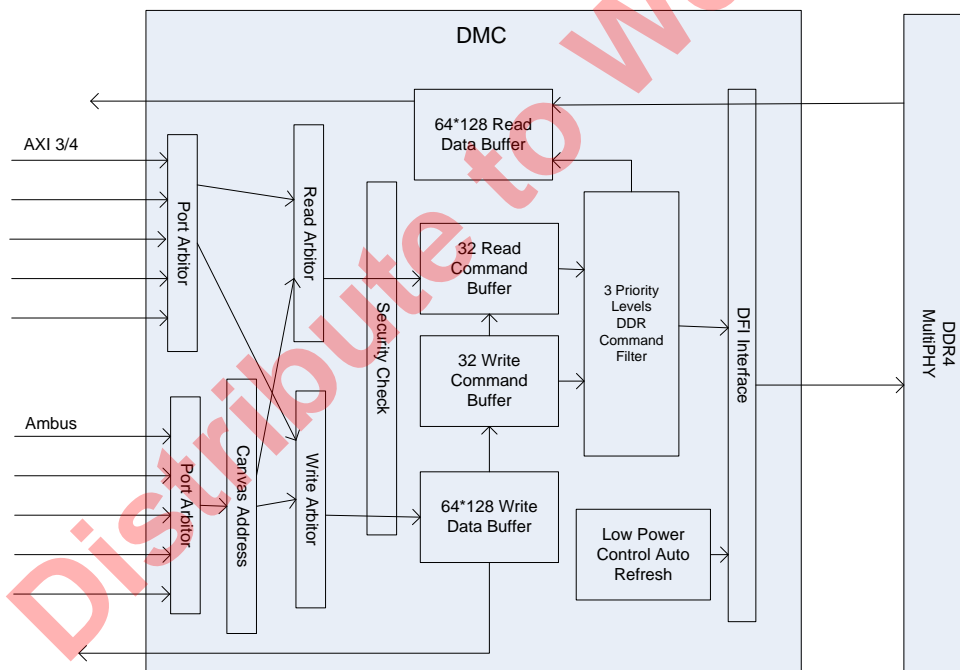 DMC
64*128 Read
Data Buffer
AXI 3/4
Port Arbitor
Read Arbitor
Security Check
32 Read
Command
Buffer
3 Priority
Levels
DDR
Command
Filter
DFI Interface
DDR4
MultiPHY
32 Write
Command
Buffer
Ambus
Port Arbitor
Canvas Address
Write Arbitor
64*128 Write
Data Buffer
Low Power
Control Auto
Refresh
Distribute to